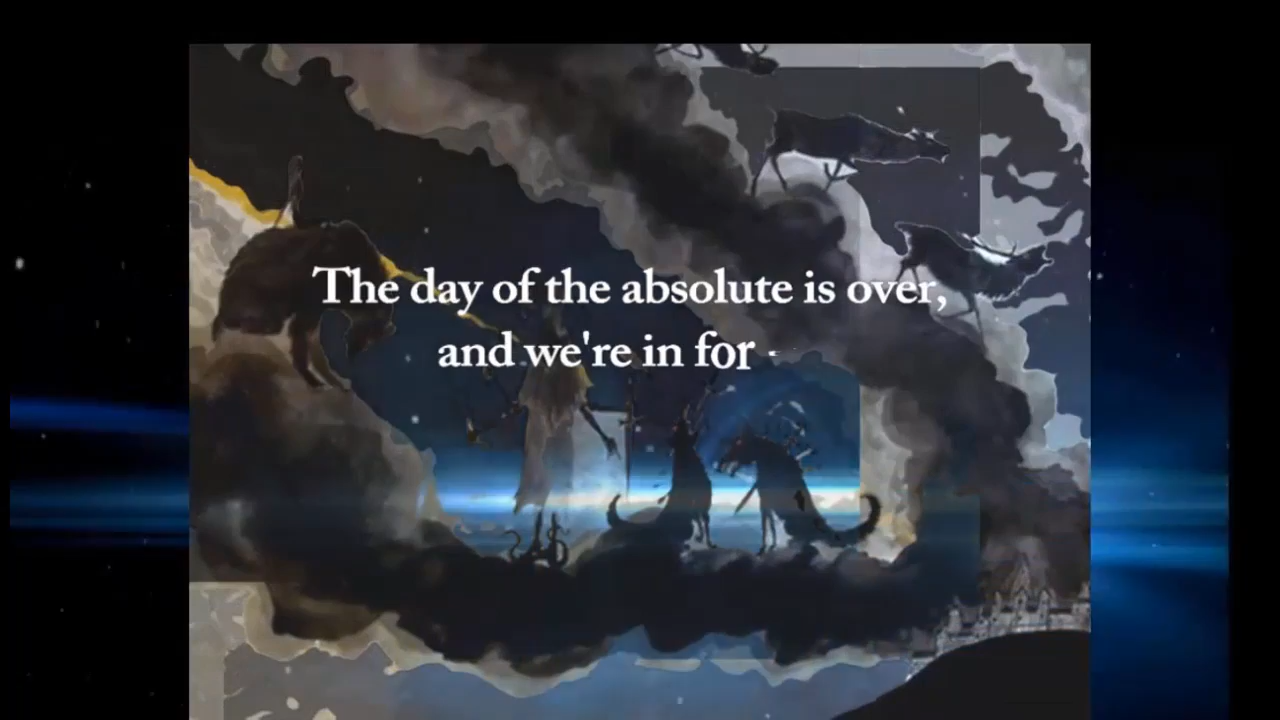 The day of the absolute is over,
and we're in for